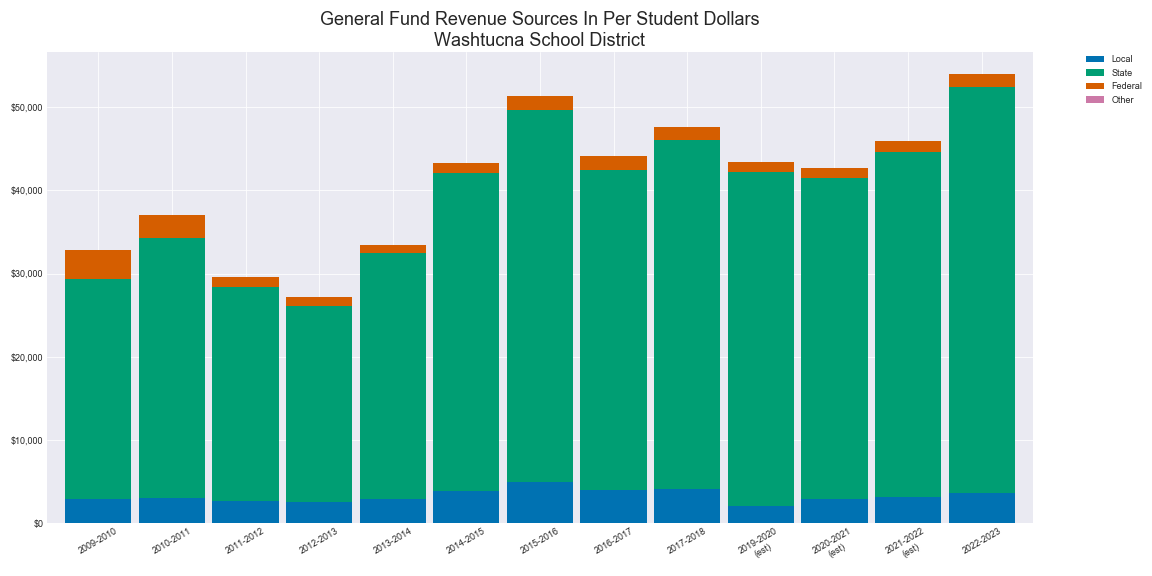 General Fund Revenue Sources In Per Student Dollars
Washtucna School District
Local
State
Federal
Other
$50,000
$40,000
$30,000
$20,000
$10,000
$0
2009-2010
2010-2011
2011-2012
2012-2013
2013-2014
2014-2015
2015-2016
2016-2017
2017-2018
2019-2020
(est)
2020-2021
(est)
2021-2022
(est)
2022-2023